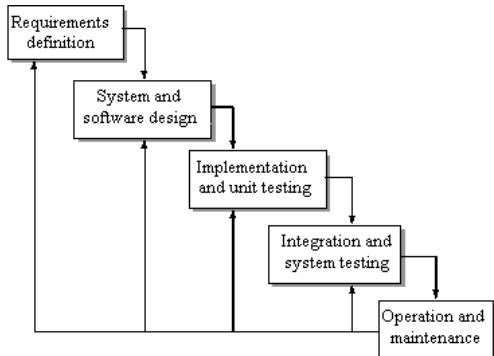 Requirements
definition
System and
software design
Implementation
and unit testing
Integration and
system testing
Operation and
maintenance